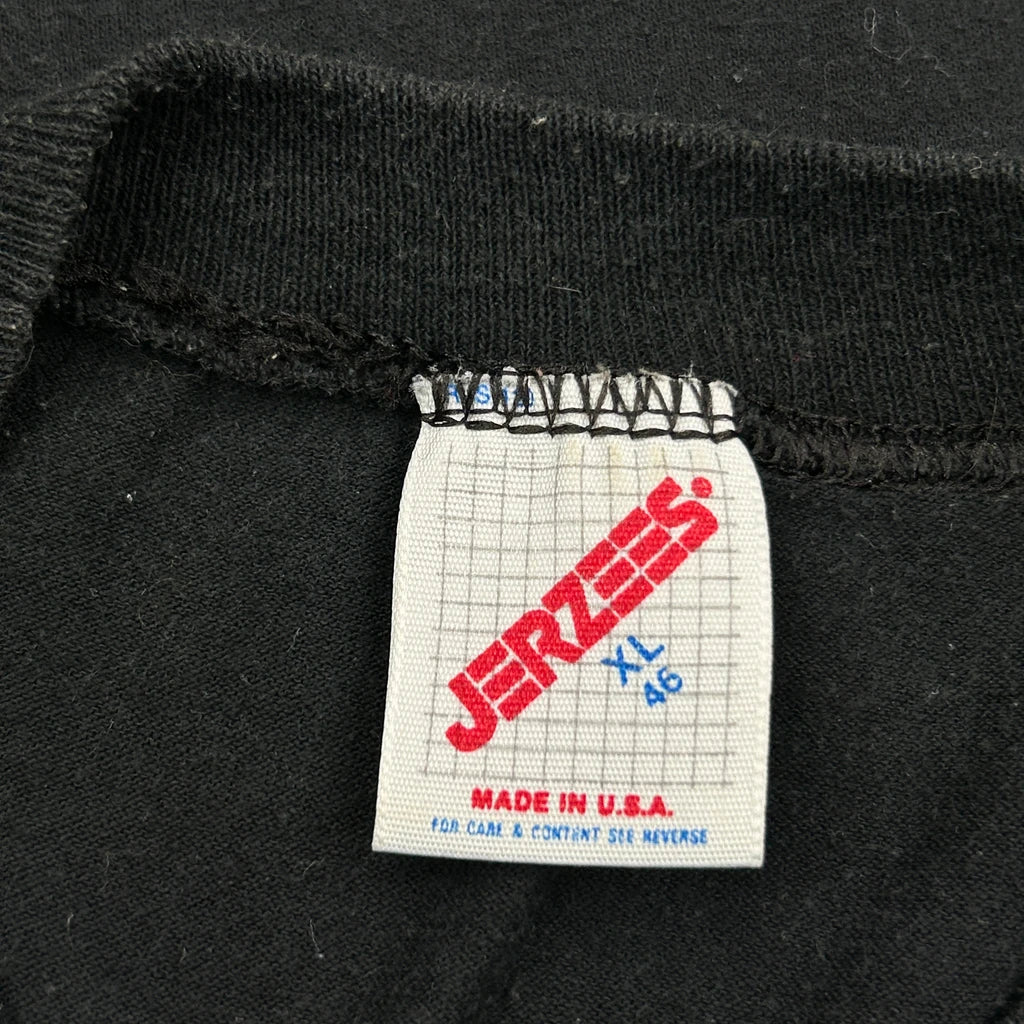 JERZEES
XL
46
MADE IN U.S.A.
FOR CARE & CONTENT SEE REVERSE